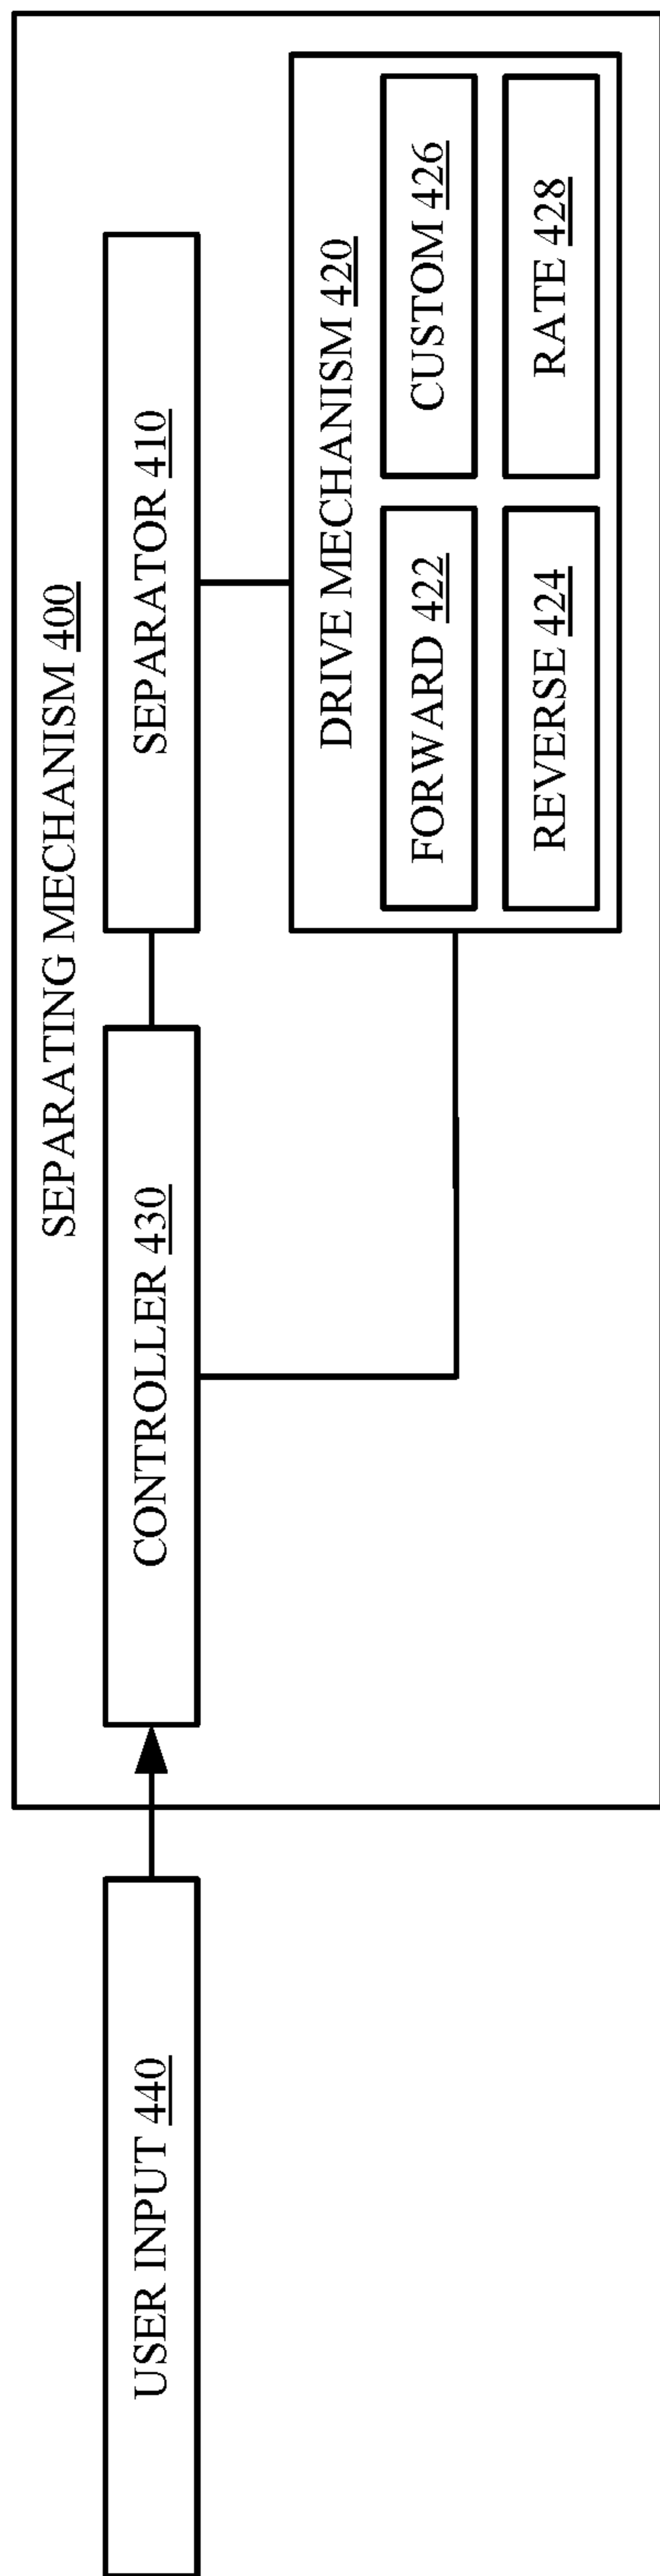 SEPARATING MECHANISM 400
USER INPUT 440
CONTROLLER 430
SEPARATOR 410
DRIVE MECHANISM 420
FORWARD 422
CUSTOM 426
REVERSE 424
RATE 428